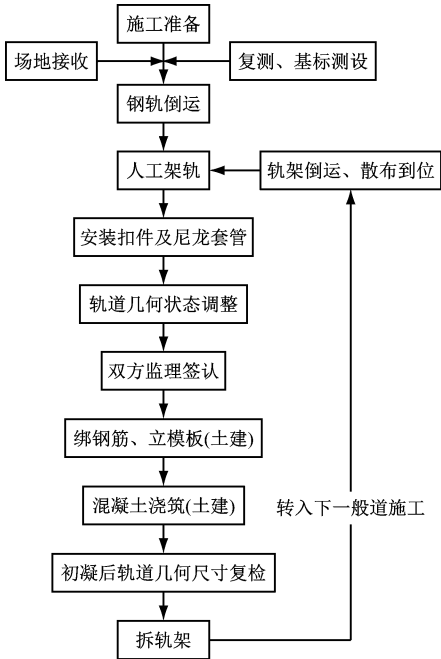 施工准备
场地接收
复测、基标测设
钢轨倒运
人工架轨
轨架倒运、散布到位
安装扣件及尼龙套管
轨道几何状态调整
双方监理签认
绑钢筋、立模板(土建)
混凝土浇筑(土建)
转入下一般道施工
初凝后轨道几何尺寸复检
拆轨架